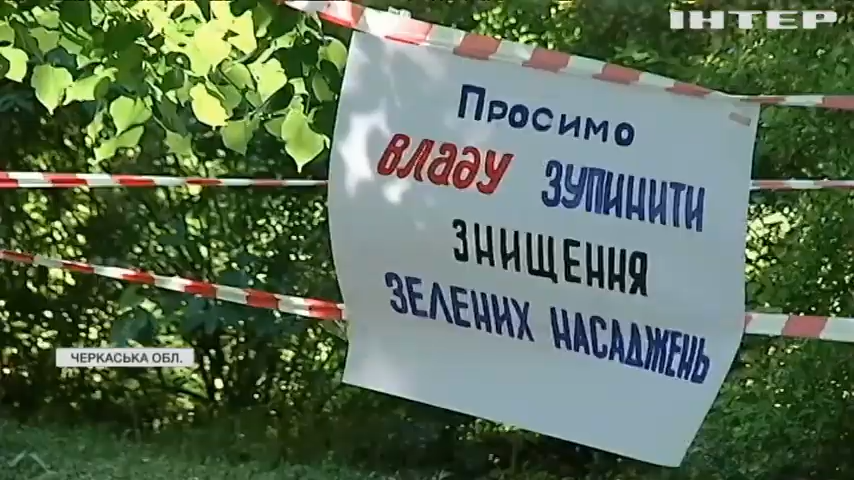 ІНТЕР
Просимо
владу зупинити
знищення
зелених насаджень
ЧЕРКАСЬКА ОБЛ.